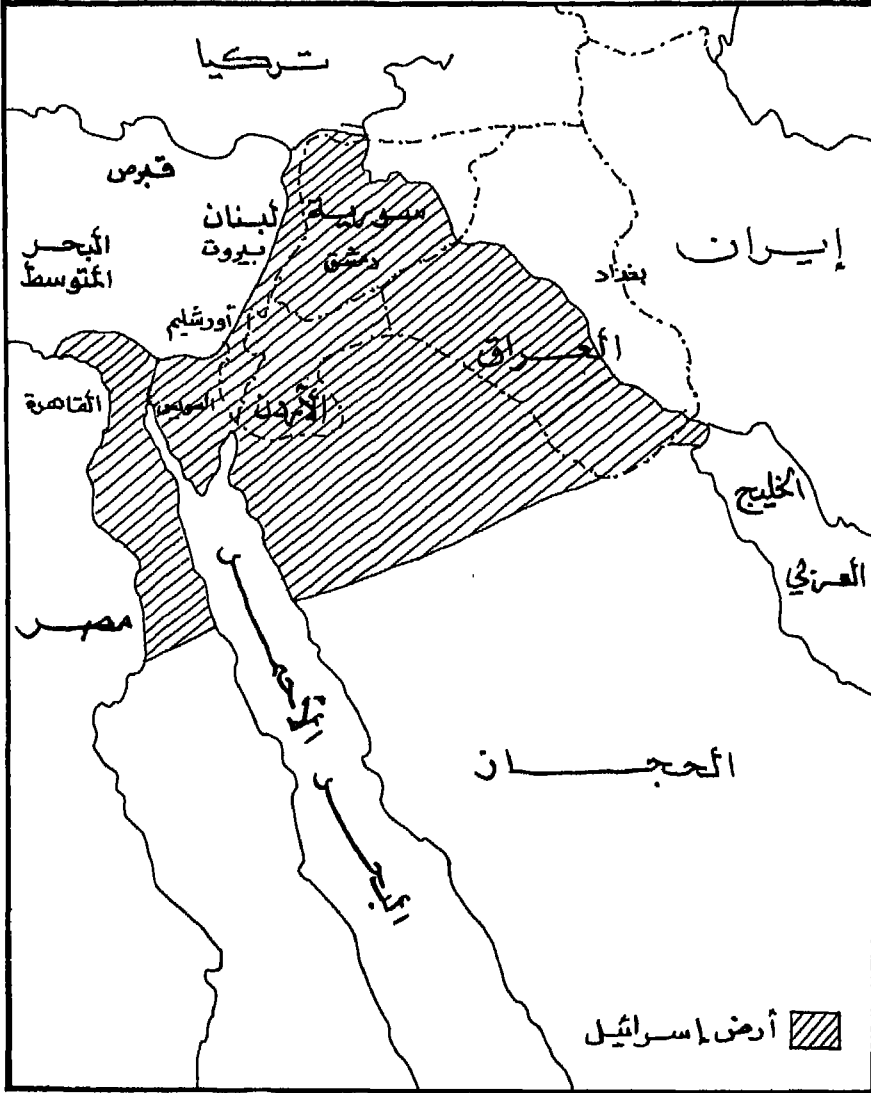 تركيا
قبرص
لبنان
بيروت
سورية
دمشق
البحر
المتوسط
أورشليم
إيران
بغداد
العراق
القاهرة
السويس
الأردن
الخليج
العربي
مصر
البحر
الأحمر
الحجاز
أرض إسرائيل